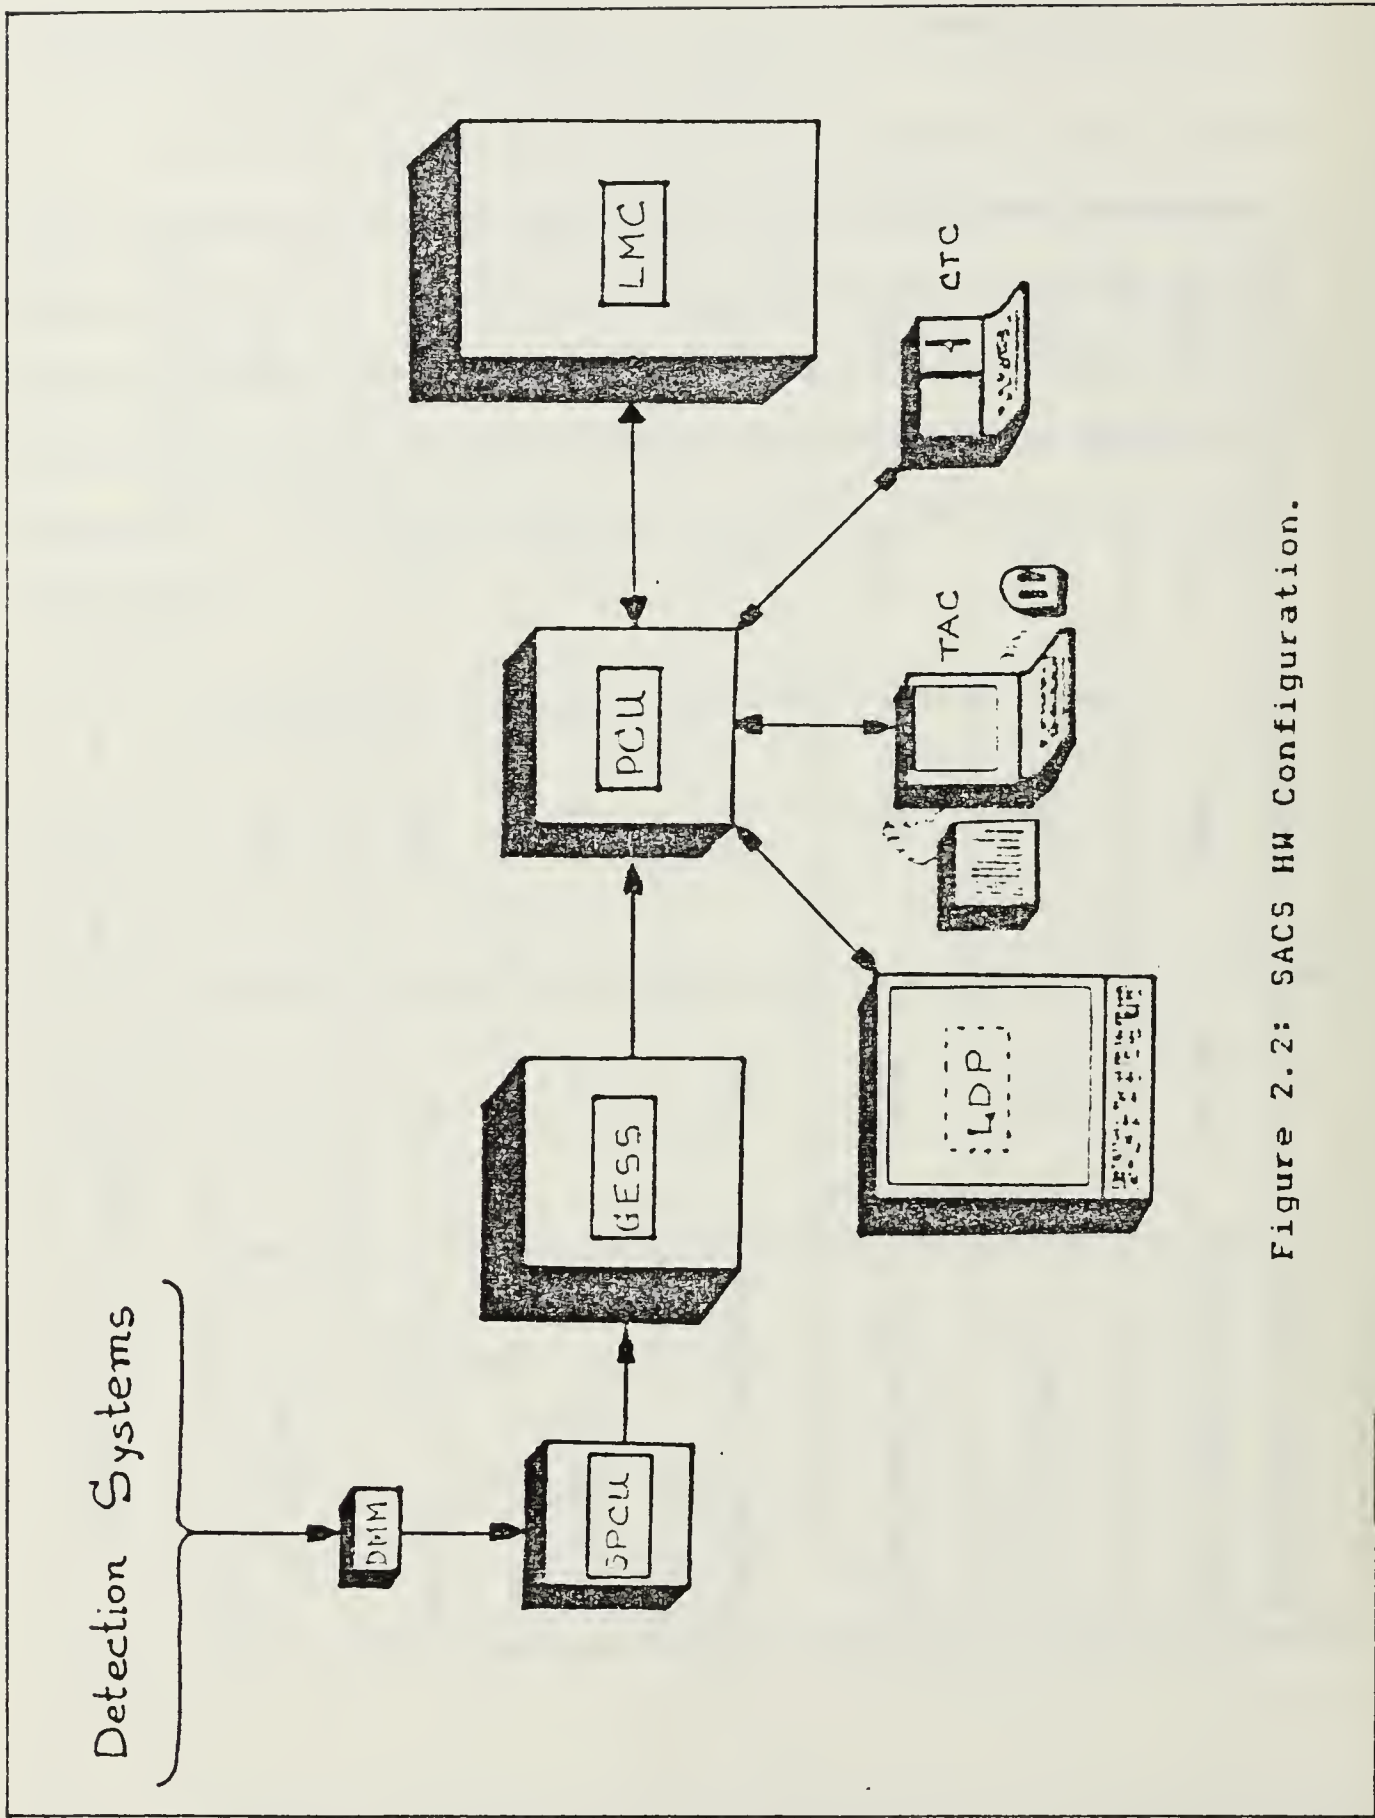 Detection Systems
DMM
SPCU
GESS
PCU
LMC
LDP
TAC
CTC
Figure 2.2: SACS HW Configuration.